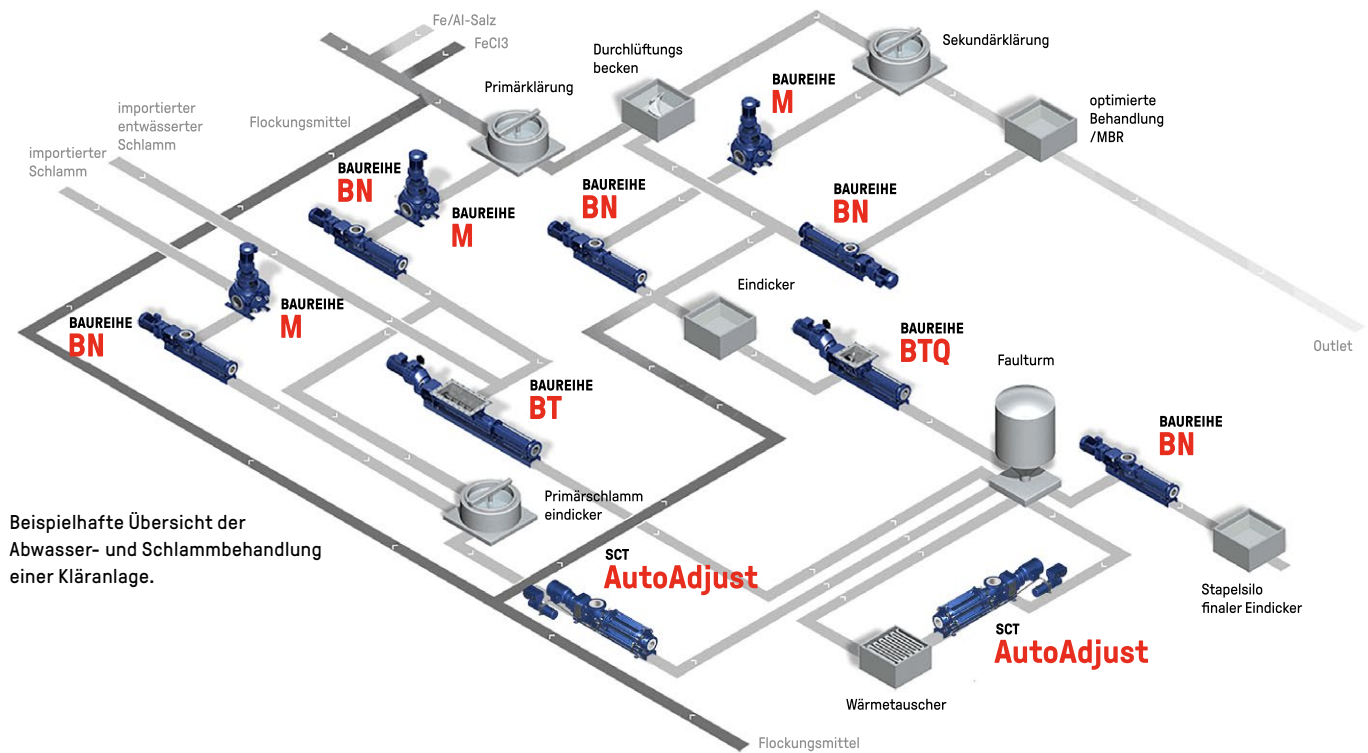 Fe/Al-Salz
FeCl3
Durchlüftungs
becken
Sekundärklärung
Primärklärung
BAUREIHE
M
optimierte
Behandlung
/MBR
importierter
entwässerter
Schlamm
Flockungsmittel
importierter
Schlamm
BAUREIHE
BN
BAUREIHE
M
BAUREIHE
BN
BAUREIHE
BN
BAUREIHE
M
BAUREIHE
BN
Eindicker
BAUREIHE
BTQ
Outlet
BAUREIHE
BT
Faulturm
BAUREIHE
BN
Primärschlamm
eindicker
Beispielhafte Übersicht der
Abwasser- und Schlammbehandlung
einer Kläranlage.
SCT
AutoAdjust
Stapelsilo
finaler Eindicker
SCT
AutoAdjust
Wärmetauscher
Flockungsmittel